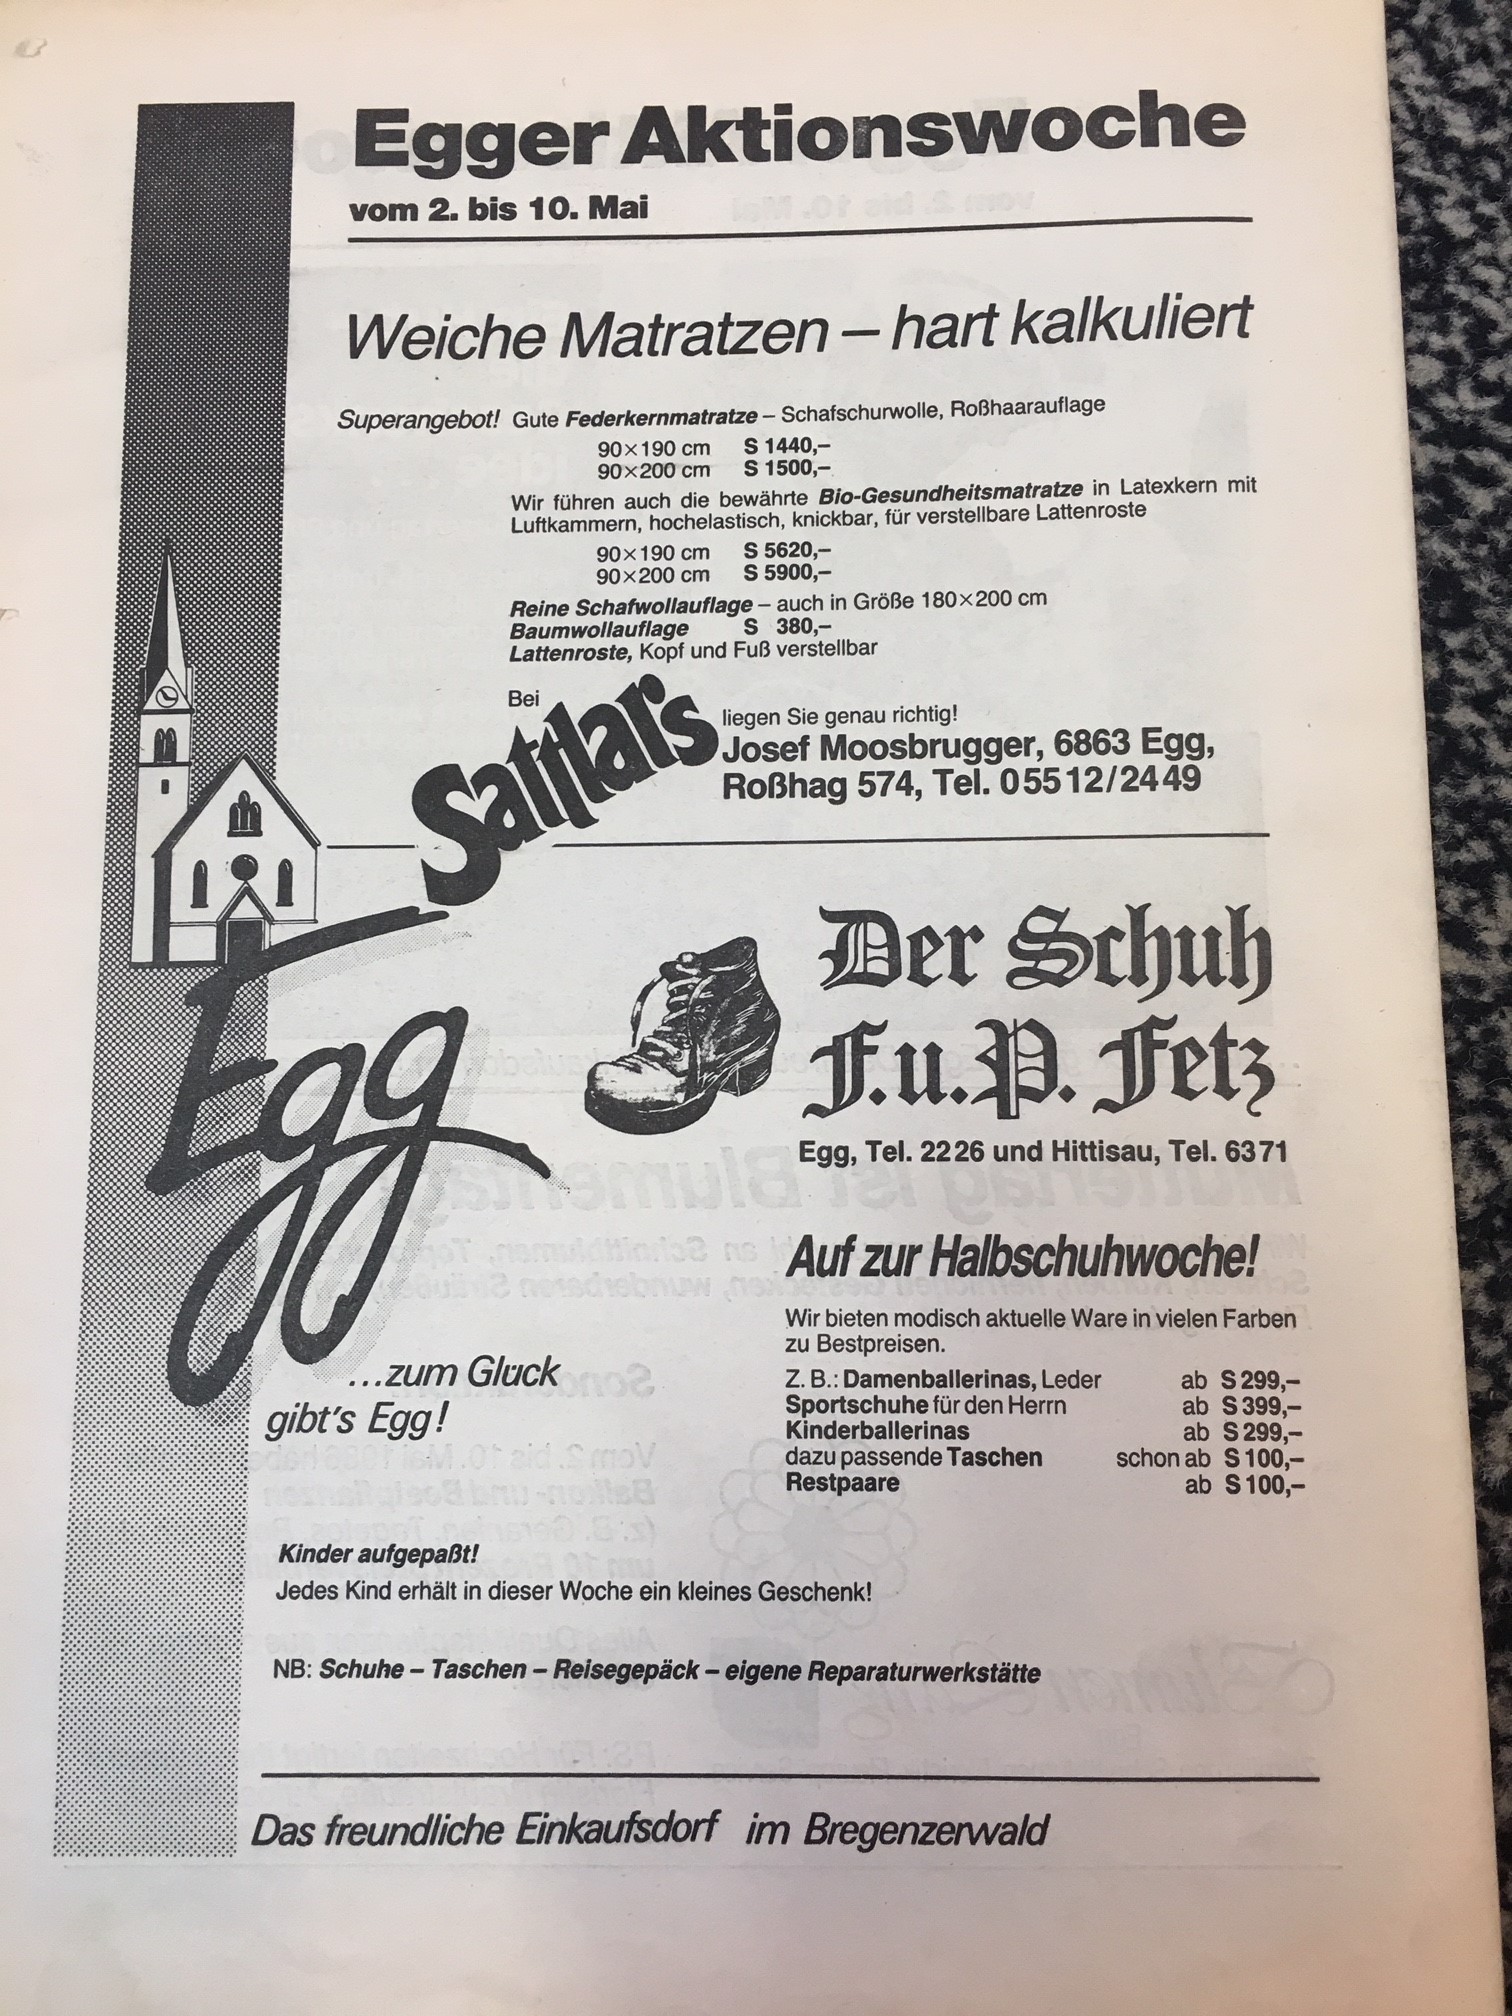 Egger Aktionswoche
vom 2. bis 10. Mai
Weiche Matratzen – hart kalkuliert
Superangebot! Gute Federkernmatratze – Schafschurwolle, Roßhaarauflage
90×190 cm S 1440,–
90×200 cm S 1500,–
Wir führen auch die bewährte Bio-Gesundheitsmatratze in Latexkern mit
Luftkammern, hochelastisch, knickbar, für verstellbare Lattenroste
90×190 cm S 5620,–
90×200 cm S 5900,–
Reine Schafwollauflage – auch in Größe 180×200 cm
Baumwollauflage S 380,–
Lattenroste, Kopf und Fuß verstellbar
Bei
Sattlars
liegen Sie genau richtig!
Josef Moosbrugger, 6863 Egg,
Roßhag 574, Tel. 05512/2449
Der Schuh
F.u.P. Fetz
Egg, Tel. 2226 und Hittisau, Tel. 6371
Egg
...zum Glück
gibt's Egg!
Auf zur Halbschuhwoche!
Wir bieten modisch aktuelle Ware in vielen Farben
zu Bestpreisen.
Z. B.: Damenballerinas, Leder ab S 299,–
Sportschuhe für den Herrn ab S 399,–
Kinderballerinas ab S 299,–
dazu passende Taschen schon ab S 100,–
Restpaare ab S 100,–
Kinder aufgepaßt!
Jedes Kind erhält in dieser Woche ein kleines Geschenk!
NB: Schuhe – Taschen – Reisegepäck – eigene Reparaturwerkstätte
Das freundliche Einkaufsdorf im Bregenzerwald